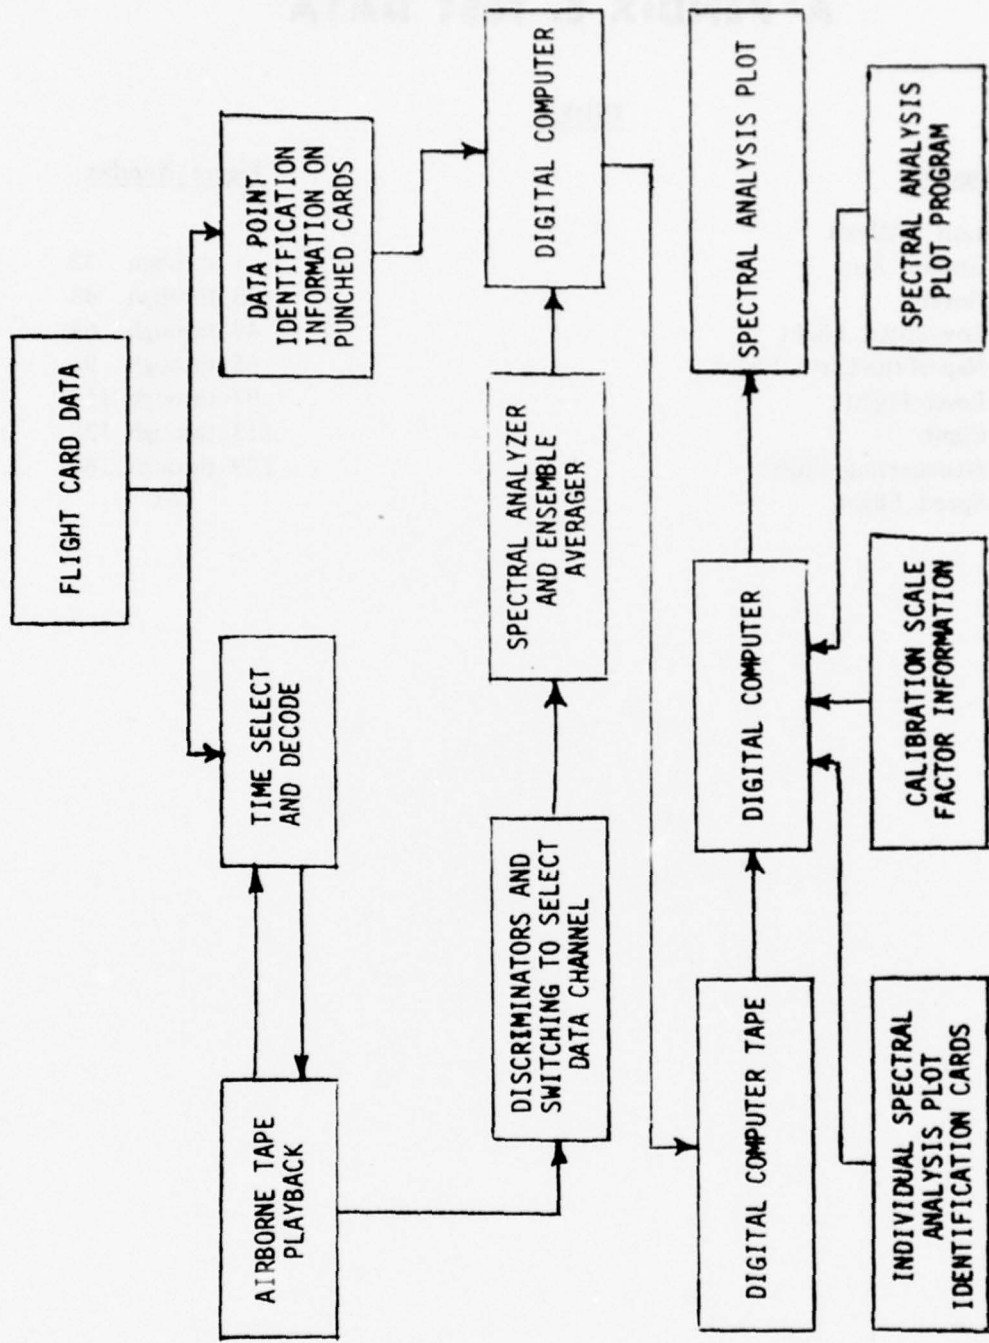 FLIGHT CARD DATA
AIRBORNE TAPE
PLAYBACK
TIME SELECT
AND DECODE
DATA POINT
IDENTIFICATION
INFORMATION ON
PUNCHED CARDS
DISCRIMINATORS AND
SWITCHING TO SELECT
DATA CHANNEL
SPECTRAL ANALYZER
AND ENSEMBLE
AVERAGER
DIGITAL COMPUTER
DIGITAL COMPUTER TAPE
DIGITAL COMPUTER
SPECTRAL ANALYSIS PLOT
INDIVIDUAL SPECTRAL
ANALYSIS PLOT
IDENTIFICATION CARDS
CALIBRATION SCALE
FACTOR INFORMATION
SPECTRAL ANALYSIS
PLOT PROGRAM